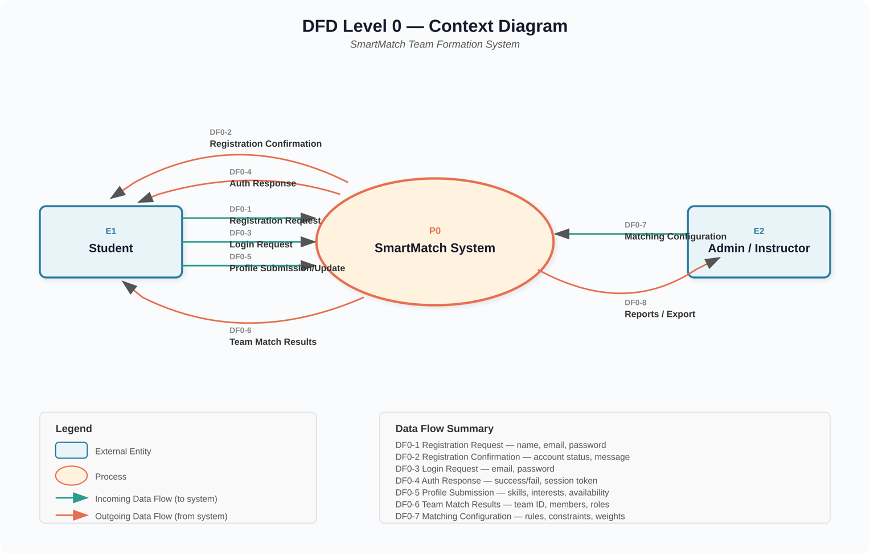 DFD Level 0 — Context Diagram
SmartMatch Team Formation System
DF0-2
Registration Confirmation
DF0-4
Auth Response
DF0-1
Registration Request
DF0-3
Login Request
DF0-5
Profile Submission/Update
E1
Student
P0
SmartMatch System
DF0-7
Matching Configuration
E2
Admin / Instructor
DF0-8
Reports / Export
DF0-6
Team Match Results
Legend
External Entity
Process
Incoming Data Flow (to system)
Outgoing Data Flow (from system)
Data Flow Summary
DF0-1 Registration Request — name, email, password
DF0-2 Registration Confirmation — account status, message
DF0-3 Login Request — email, password
DF0-4 Auth Response — success/fail, session token
DF0-5 Profile Submission — skills, interests, availability
DF0-6 Team Match Results — team ID, members, roles
DF0-7 Matching Configuration — rules, constraints, weights